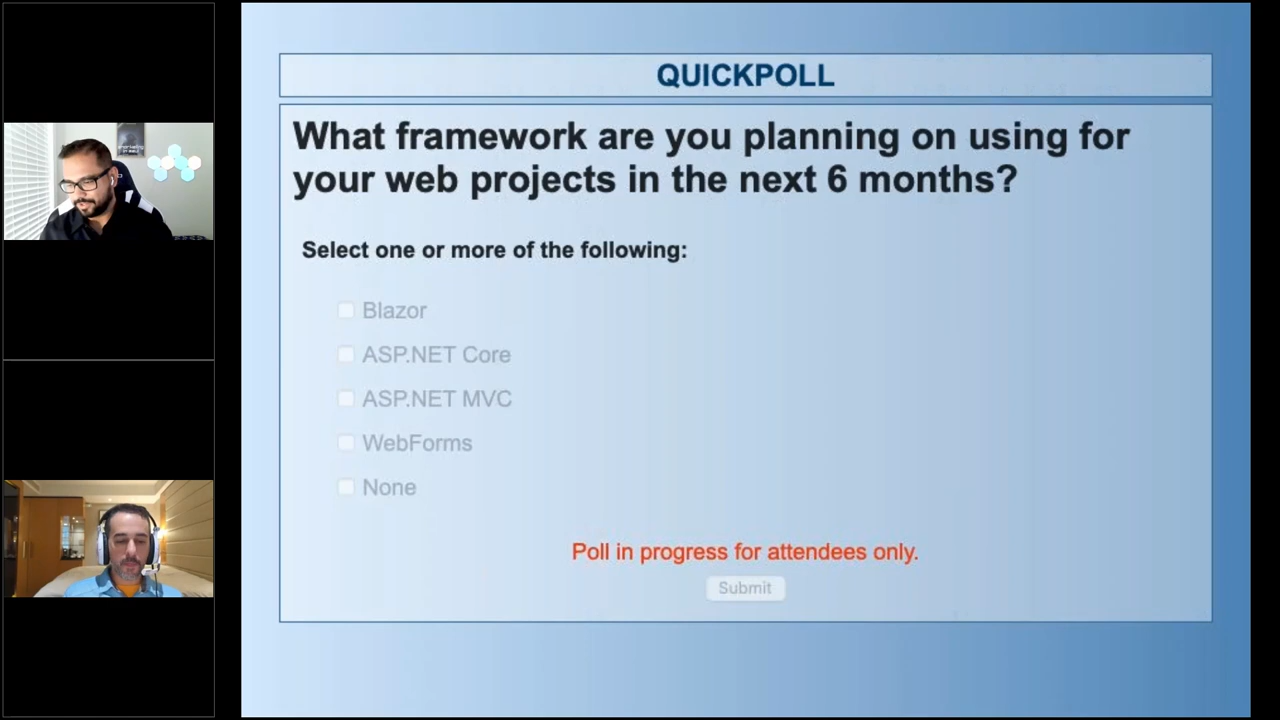 QUICKPOLL
What framework are you planning on using for
your web projects in the next 6 months?
Select one or more of the following:
Blazor
ASP.NET Core
ASP.NET MVC
WebForms
None
Poll in progress for attendees only.
Submit